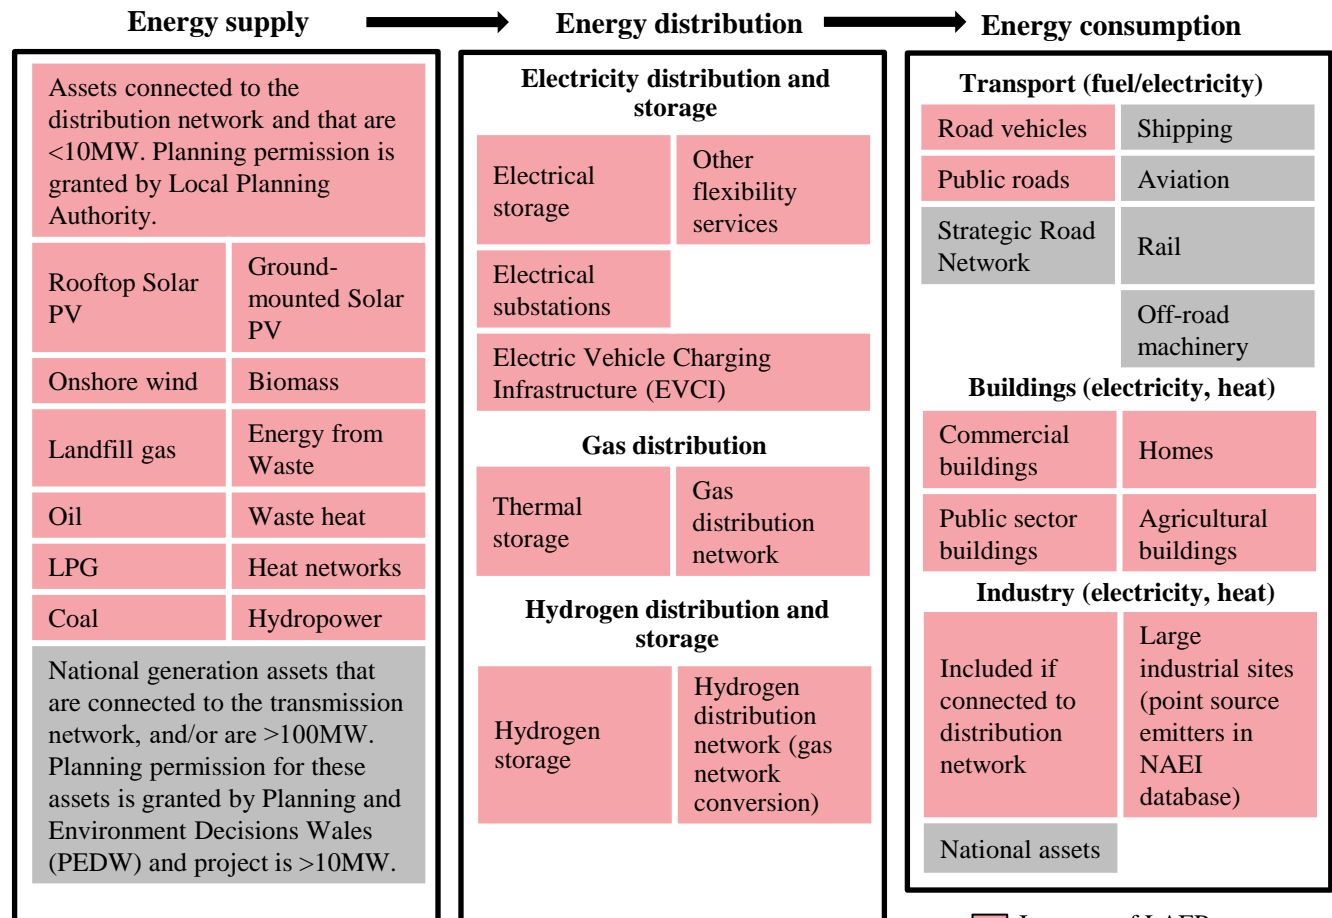 Energy supply
Energy distribution
Energy consumption
Assets connected to the
distribution network and that are
<10MW. Planning permission is
granted by Local Planning
Authority.
Rooftop Solar
PV
Ground-
mounted Solar
PV
Onshore wind
Biomass
Landfill gas
Energy from
Waste
Oil
Waste heat
LPG
Heat networks
Coal
Hydropower
National generation assets that
are connected to the transmission
network, and/or are >100MW.
Planning permission for these
assets is granted by Planning and
Environment Decisions Wales
(PEDW) and project is >10MW.
Electricity distribution and
storage
Electrical
storage
Other
flexibility
services
Electrical
substations
Electric Vehicle Charging
Infrastructure (EVCI)
Gas distribution
Thermal
storage
Gas
distribution
network
Hydrogen distribution and
storage
Hydrogen
storage
Hydrogen
distribution
network (gas
network
conversion)
Transport (fuel/electricity)
Road vehicles
Shipping
Public roads
Aviation
Strategic Road
Network
Rail
Off-road
machinery
Buildings (electricity, heat)
Commercial
buildings
Homes
Public sector
buildings
Agricultural
buildings
Industry (electricity, heat)
Included if
connected to
distribution
network
Large
industrial sites
(point source
emitters in
NAEI
database)
National assets